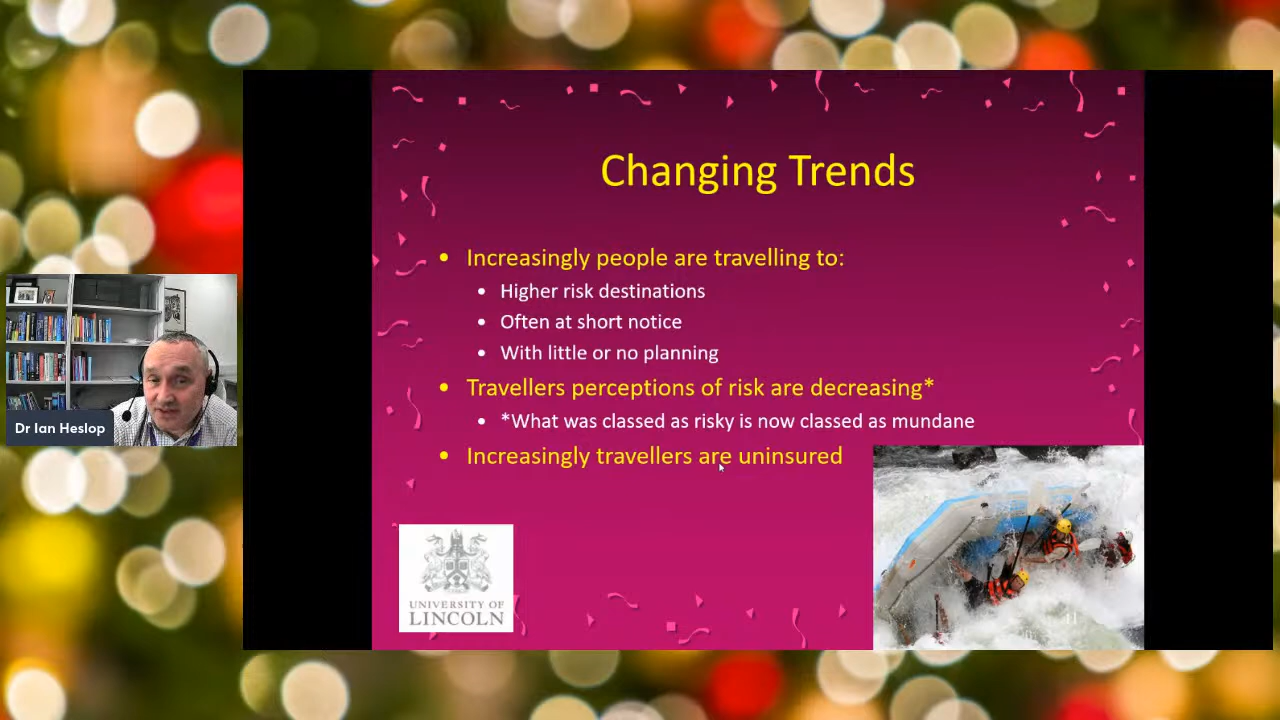 Changing Trends
• Increasingly people are travelling to:
• Higher risk destinations
• Often at short notice
• With little or no planning
• Travellers perceptions of risk are decreasing*
• *What was classed as risky is now classed as mundane
• Increasingly travellers are uninsured
Dr Ian Heslop
UNIVERSITY OF
LINCOLN